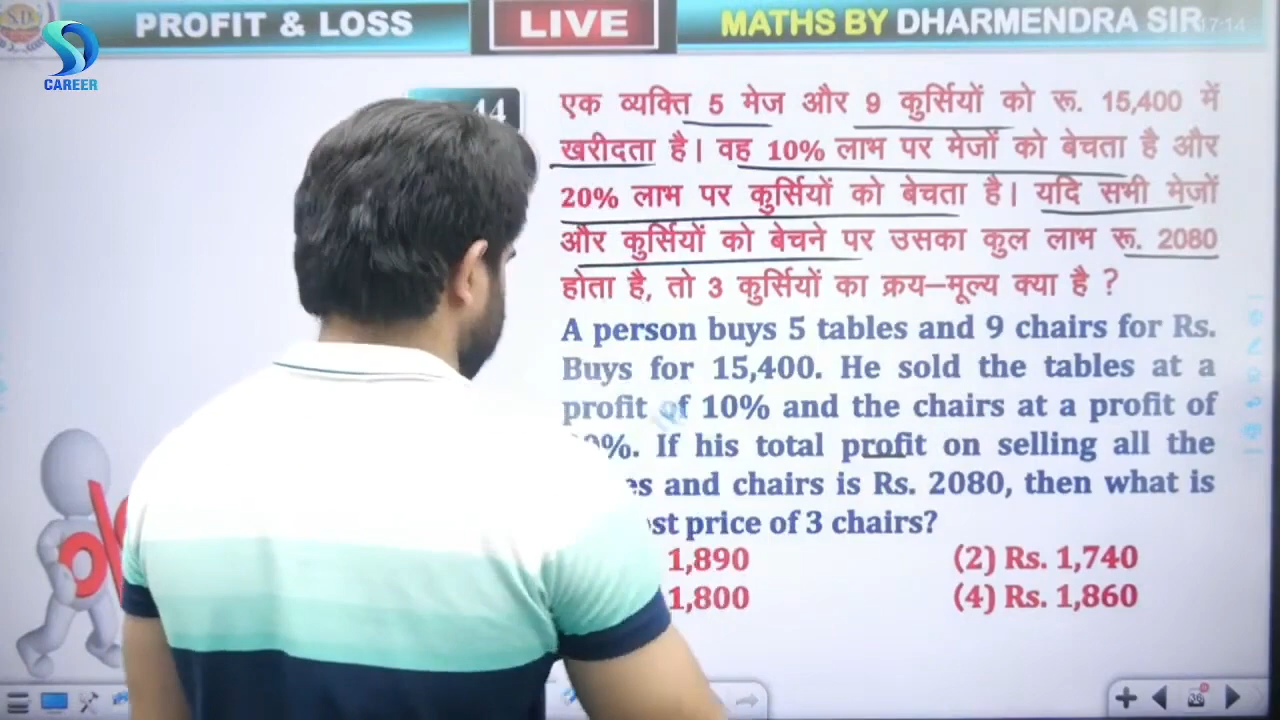 PROFIT & LOSS
LIVE
MATHS BY DHARMENDRA SIR
17:14
CAREER
44
एक व्यक्ति 5 मेज और 9 कुर्सियों को रू. 15,400 में
खरीदता है। वह 10% लाभ पर मेजों को बेचता है और
20% लाभ पर कुर्सियों को बेचता है। यदि सभी मेजों
और कुर्सियों को बेचने पर उसका कुल लाभ रू. 2080
होता है, तो 3 कुर्सियों का क्रय–मूल्य क्या है ?
A person buys 5 tables and 9 chairs for Rs.
Buys for 15,400. He sold the tables at a
profit of 10% and the chairs at a profit of
If his total profit on selling all the
and chairs is Rs. 2080, then what is
price of 3 chairs?
1,890 (2) Rs. 1,740
1,800 (4) Rs. 1,860
36